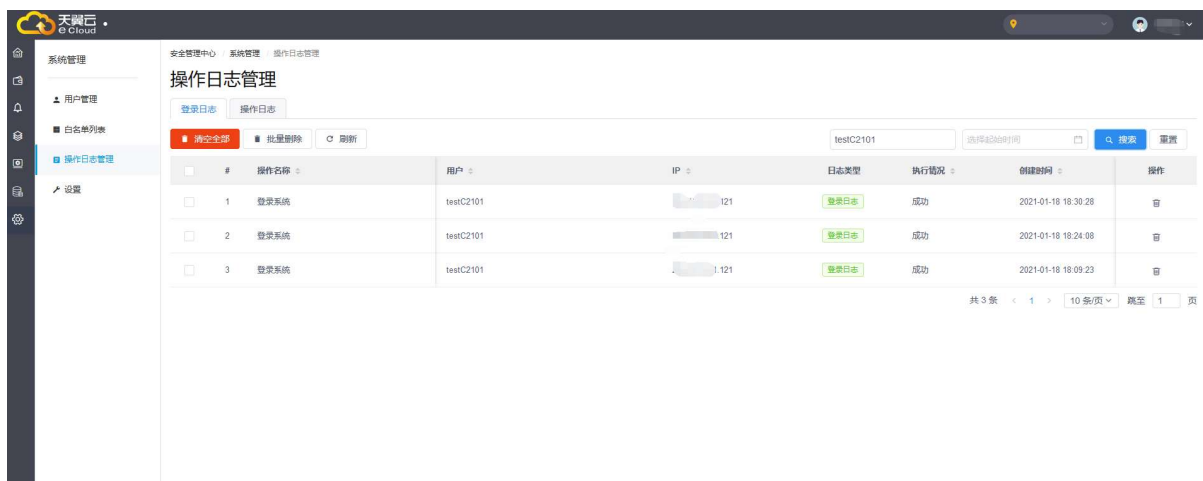 天翼云
e Cloud
系统管理
用户管理
白名单列表
操作日志管理
设置
安全管理中心 系统管理 操作日志管理
操作日志管理
登录日志 操作日志
清空全部 批量删除 刷新 testC2101 选择起始时间 搜索 重置
# 操作名称 用户 IP 日志类型 执行情况 创建时间 操作
1 登录系统 testC2101 121 登录日志 成功 2021-01-18 18:30:28
2 登录系统 testC2101 .121 登录日志 成功 2021-01-18 18:24:08
3 登录系统 testC2101 .121 登录日志 成功 2021-01-18 18:09:23
共 3 条 < 1 > 10 条/页 跳至 1 页